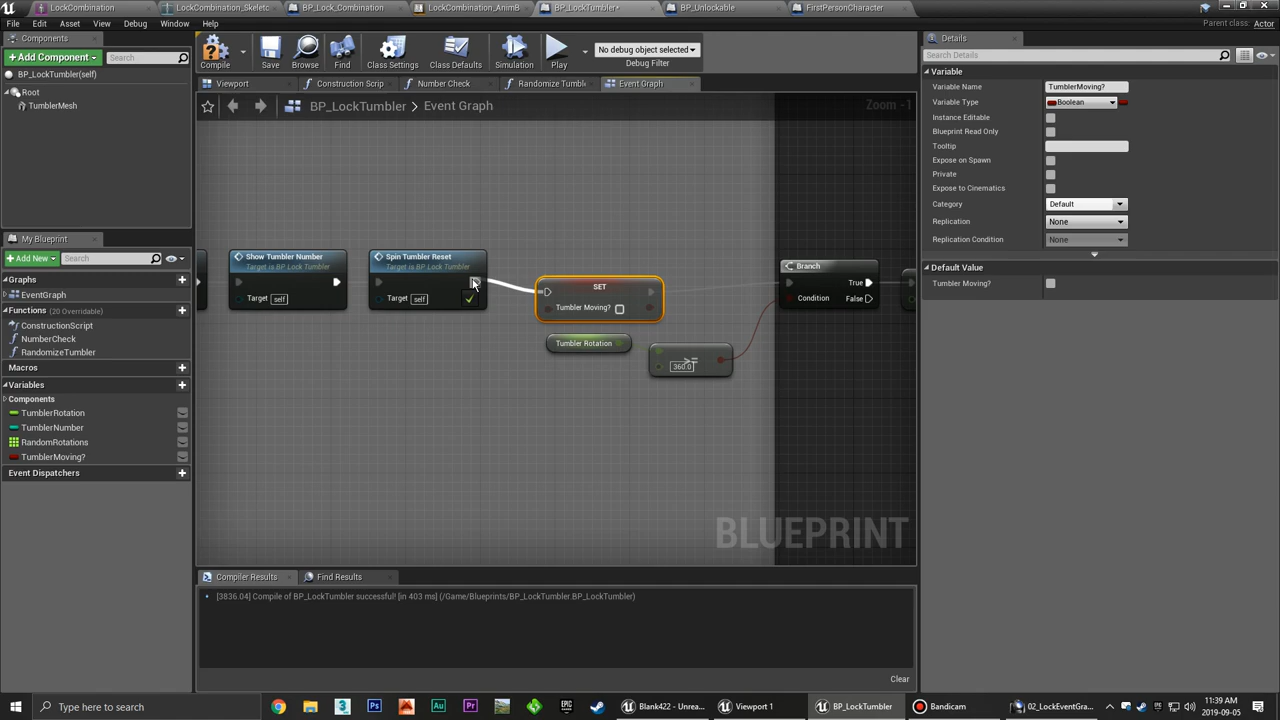 LockCombination
LockCombination_Skeletc
BP_Lock_Combination
LockCombination_AnimB
BP_LockTumbler*
BP_Unlockable
FirstPersonCharacter
File
Edit
Asset
View
Debug
Window
Help
Parent class: Actor
Components
Add Component
Search
BP_LockTumbler(self)
Root
TumblerMesh
Compile
Save
Browse
Find
Class Settings
Class Defaults
Simulation
Play
No debug object selected
Debug Filter
Viewport
Construction Scrip
Number Check
Randomize Tumble
Event Graph
BP_LockTumbler
Event Graph
Zoom -1
Show Tumbler Number
Target is BP Lock Tumbler
Target
self
Spin Tumbler Reset
Target is BP Lock Tumbler
Target
self
SET
Tumbler Moving?
Tumbler Rotation
>=
360.0
Branch
True
Condition
False
BLUEPRINT
My Blueprint
Add New
Search
Graphs
EventGraph
Functions (20 Overridable)
ConstructionScript
NumberCheck
RandomizeTumbler
Macros
Variables
Components
TumblerRotation
TumblerNumber
RandomRotations
TumblerMoving?
Event Dispatchers
Details
Search Details
Variable
Variable Name
TumblerMoving?
Variable Type
Boolean
Instance Editable
Blueprint Read Only
Tooltip
Expose on Spawn
Private
Expose to Cinematics
Category
Default
Replication
None
Replication Condition
None
Default Value
Tumbler Moving?
Compiler Results
Find Results
[3836.04] Compile of BP_LockTumbler successful! [in 403 ms] (/Game/Blueprints/BP_LockTumbler.BP_LockTumbler)
Clear
Type here to search
Blank422 - Unrea...
Viewport 1
BP_LockTumbler
Bandicam
02_LockEventGra...
11:39 AM
2019-09-05